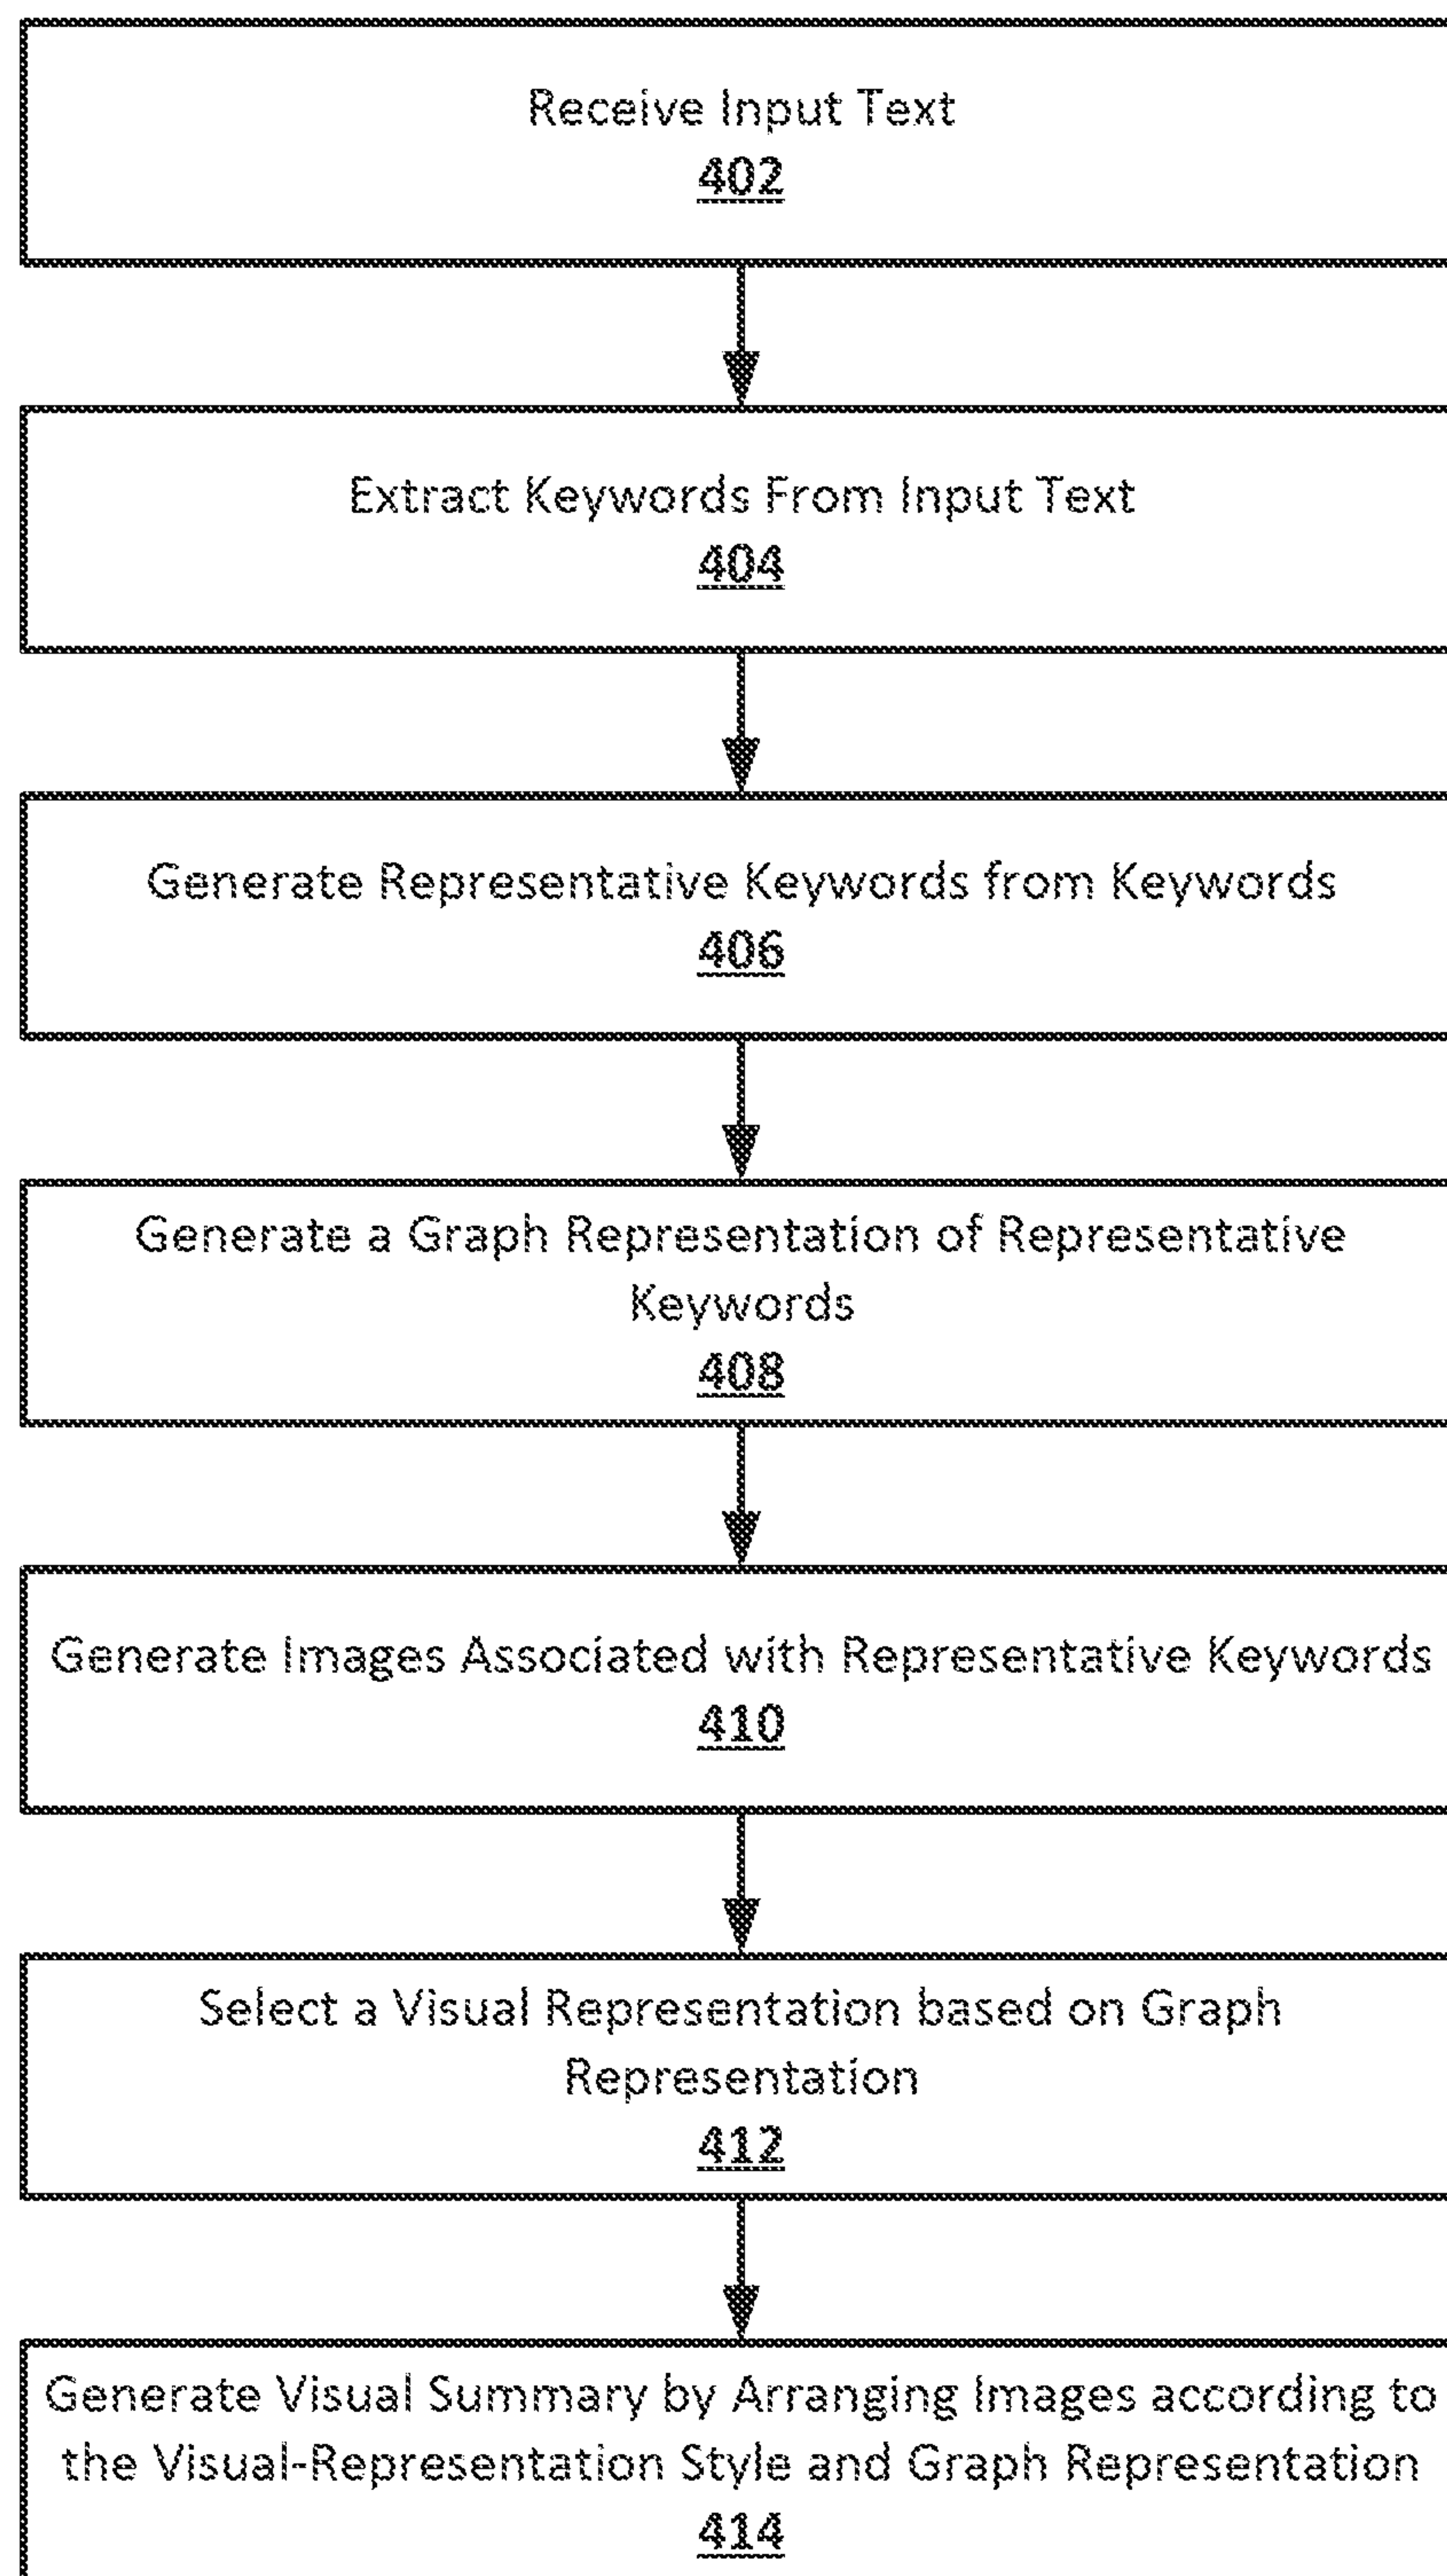 Receive Input Text
402
Extract Keywords From Input Text
404
Generate Representative Keywords from Keywords
406
Generate a Graph Representation of Representative
Keywords
408
Generate Images Associated with Representative Keywords
410
Select a Visual Representation based on Graph
Representation
412
Generate Visual Summary by Arranging Images according to
the Visual-Representation Style and Graph Representation
414